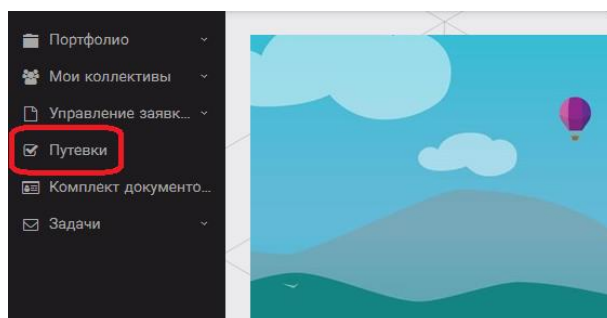 Портфолио
Мои коллективы
Управление заявк...
Путевки
Комплект документо...
Задачи